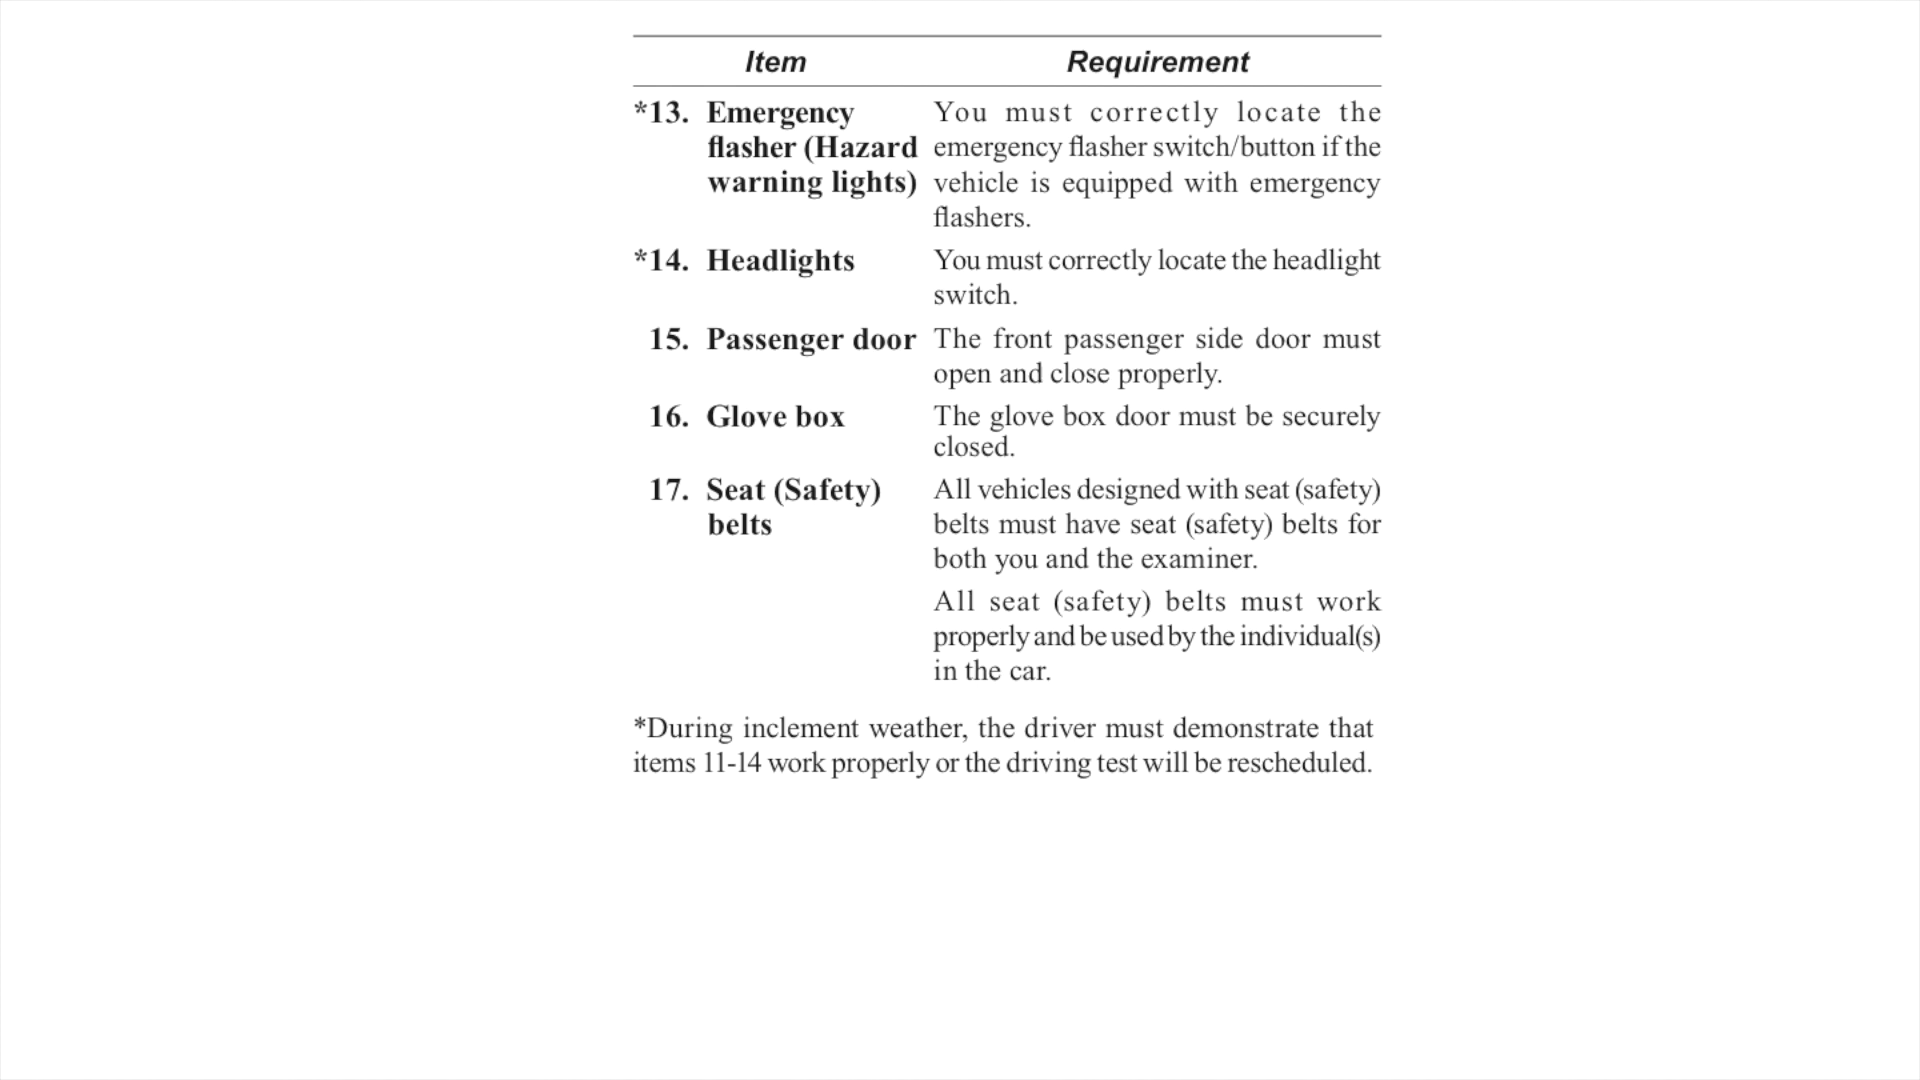 Item Requirement
*13. Emergency You must correctly locate the
flasher (Hazard emergency flasher switch/button if the
warning lights) vehicle is equipped with emergency
flashers.
*14. Headlights You must correctly locate the headlight
switch.
15. Passenger door The front passenger side door must
open and close properly.
16. Glove box The glove box door must be securely
closed.
17. Seat (Safety) All vehicles designed with seat (safety)
belts belts must have seat (safety) belts for
both you and the examiner.
All seat (safety) belts must work
properly and be used by the individual(s)
in the car.
*During inclement weather, the driver must demonstrate that
items 11-14 work properly or the driving test will be rescheduled.